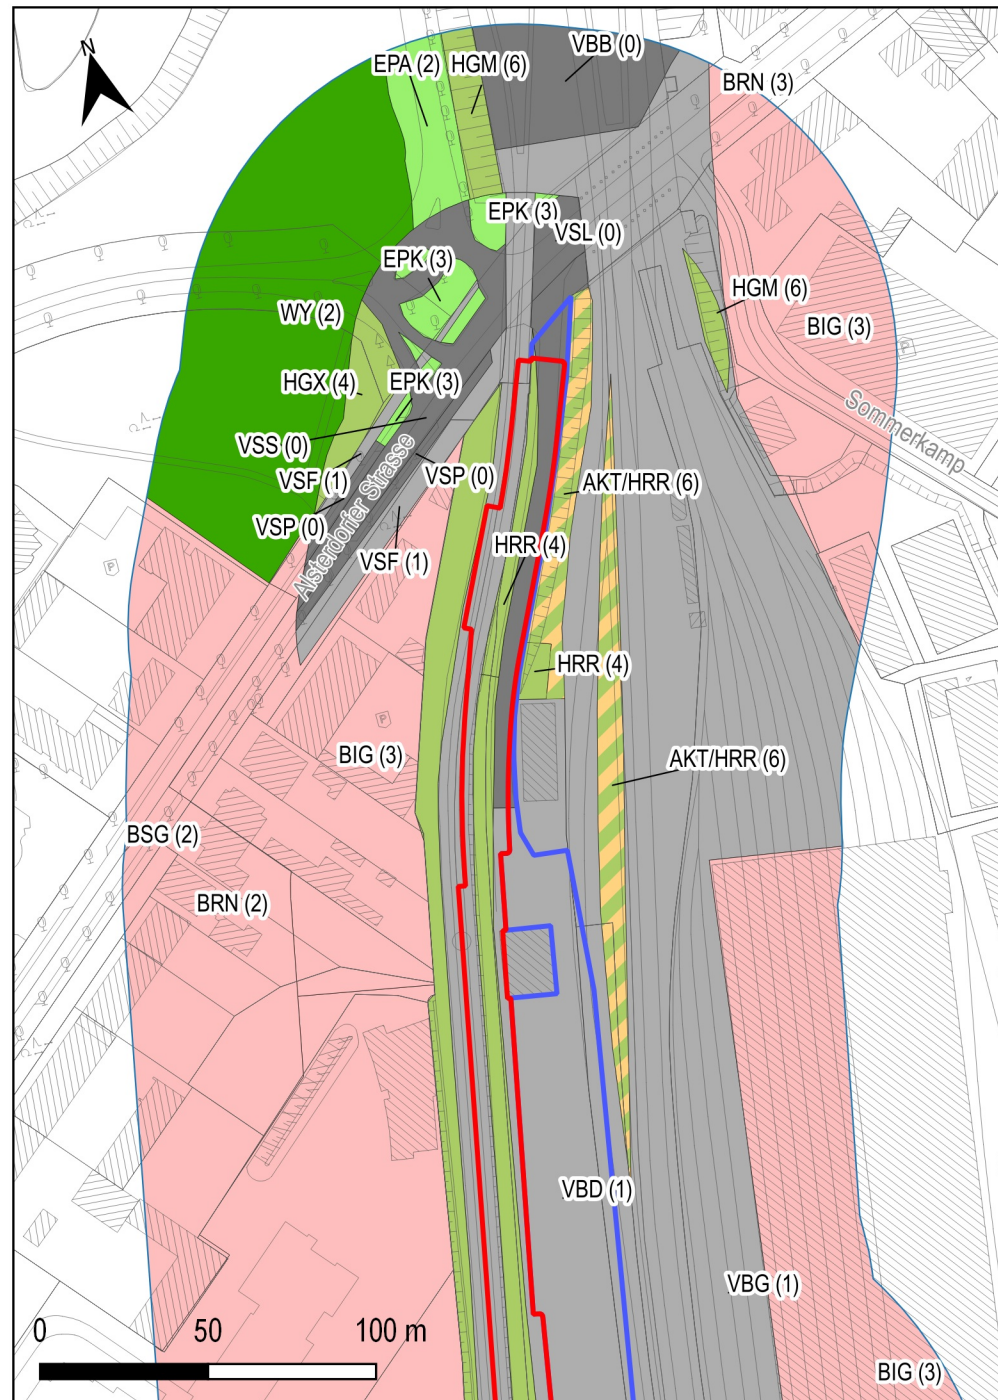 N
VBB (0)
EPA (2)
HGM (6)
BRN (3)
EPK (3)
VSL (0)
EPK (3)
HGM (6)
WY (2)
BIG (3)
HGX (4)
EPK (3)
Sommerkamp
VSS (0)
VSF (1)
VSP (0)
AKT/HRR (6)
VSP (0)
Alsterdorfer Strasse
HRR (4)
VSF (1)
P
HRR (4)
P
BIG (3)
AKT/HRR (6)
BSG (2)
BRN (2)
VBD (1)
VBG (1)
0
50
100 m
BIG (3)